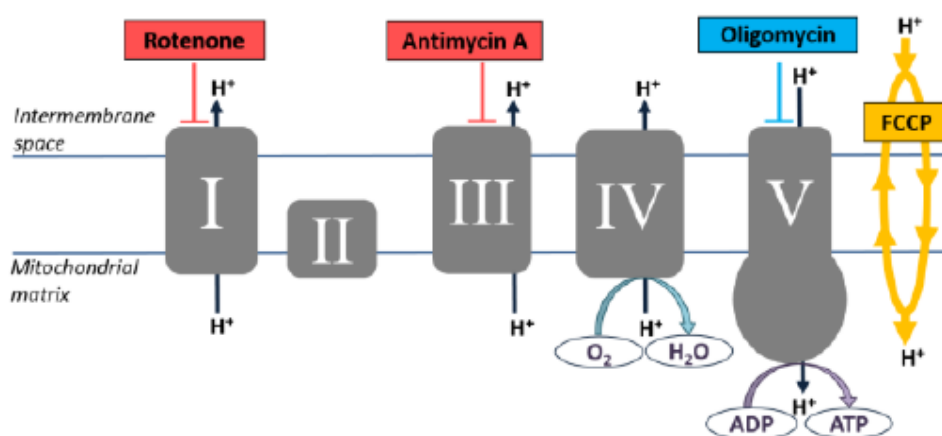 Rotenone
Antimycin A
Oligomycin
H⁺
H⁺
H⁺
H⁺
H⁺
Intermembrane
space
FCCP
I
II
III
IV
V
Mitochondrial
matrix
H⁺
H⁺
H⁺
O₂
H₂O
H⁺
H⁺
ADP
ATP